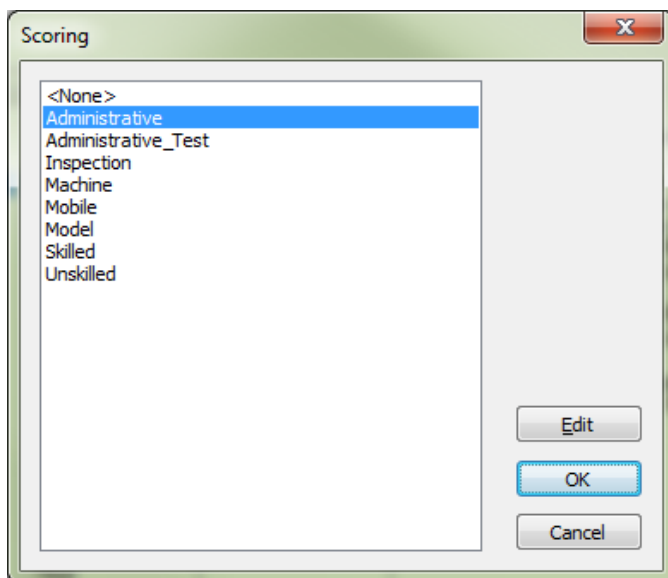 Scoring
<None>
Administrative
Administrative_Test
Inspection
Machine
Mobile
Model
Skilled
Unskilled
Edit
OK
Cancel